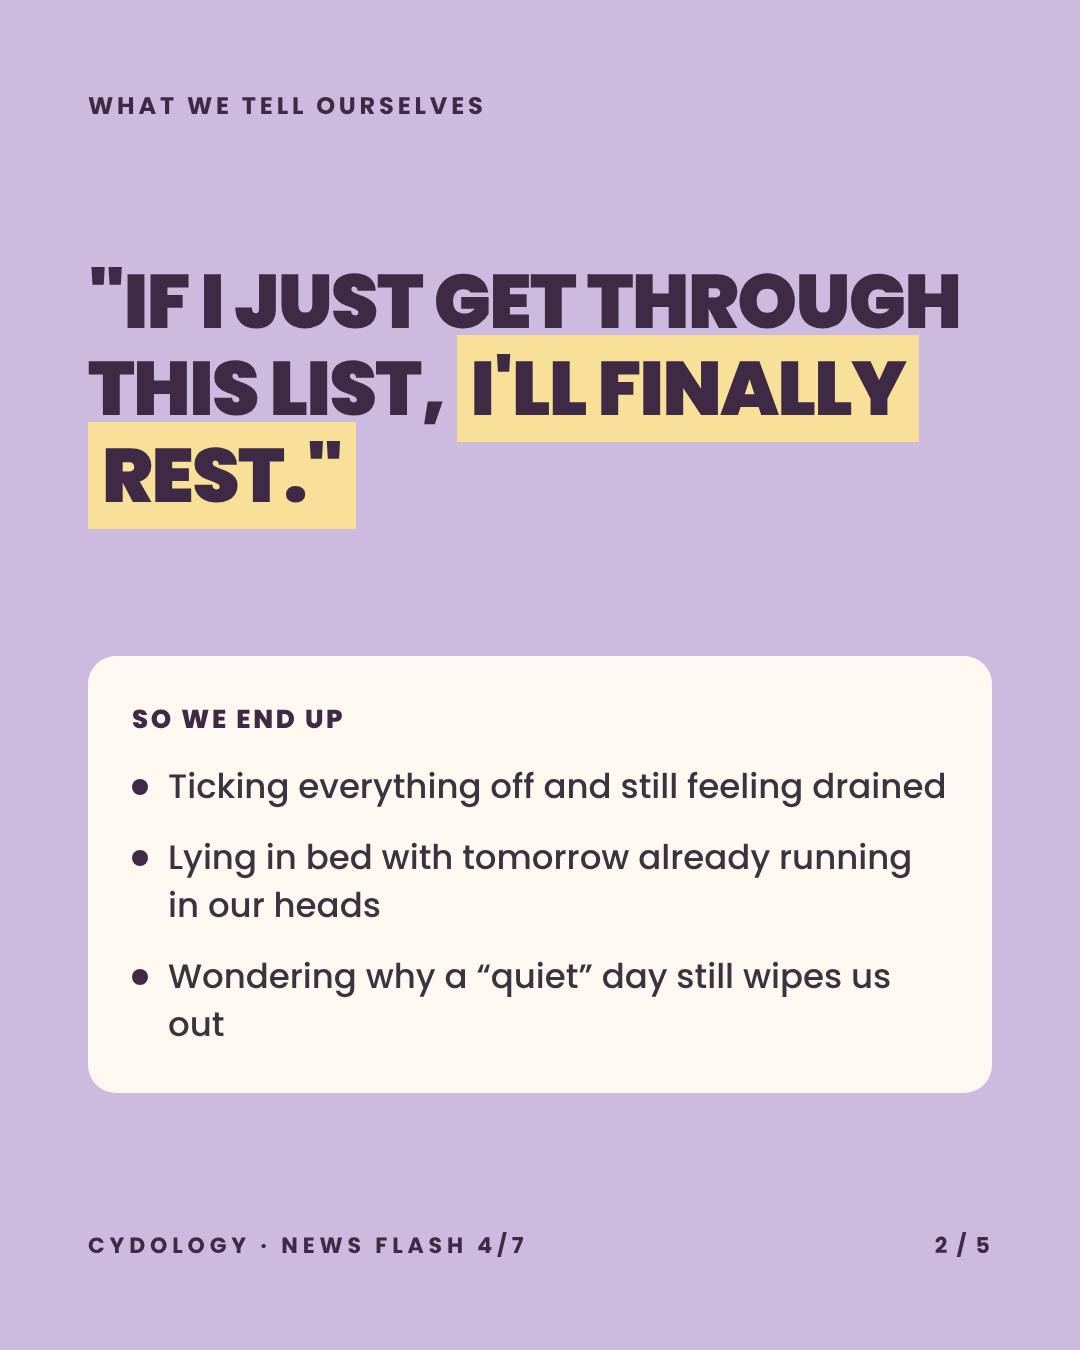 WHAT WE TELL OURSELVES
"IF I JUST GET THROUGH
THIS LIST, I'LL FINALLY
REST."
SO WE END UP
• Ticking everything off and still feeling drained
• Lying in bed with tomorrow already running
in our heads
• Wondering why a “quiet” day still wipes us
out
CYDOLOGY · NEWS FLASH 4/7
2 / 5